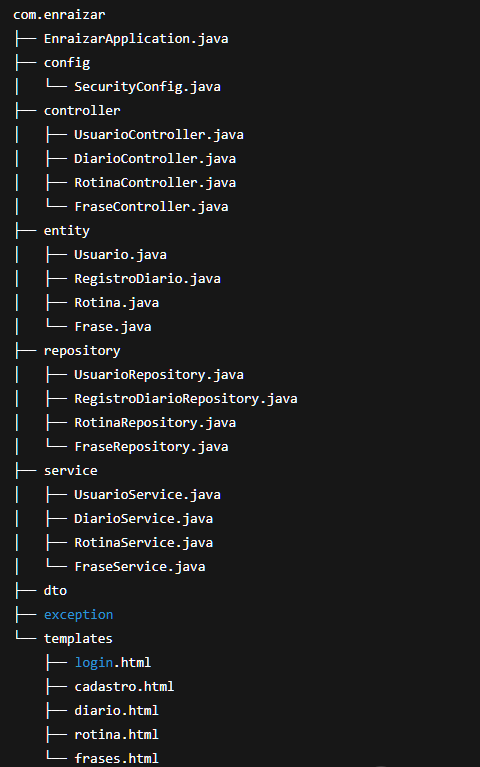 com.enraizar
├── EnraizarApplication.java
├── config
│   └── SecurityConfig.java
├── controller
│   ├── UsuarioController.java
│   ├── DiarioController.java
│   ├── RotinaController.java
│   └── FraseController.java
├── entity
│   ├── Usuario.java
│   ├── RegistroDiario.java
│   ├── Rotina.java
│   └── Frase.java
├── repository
│   ├── UsuarioRepository.java
│   ├── RegistroDiarioRepository.java
│   ├── RotinaRepository.java
│   └── FraseRepository.java
├── service
│   ├── UsuarioService.java
│   ├── DiarioService.java
│   ├── RotinaService.java
│   └── FraseService.java
├── dto
├── exception
└── templates
    ├── login.html
    ├── cadastro.html
    ├── diario.html
    ├── rotina.html
    └── frases.html